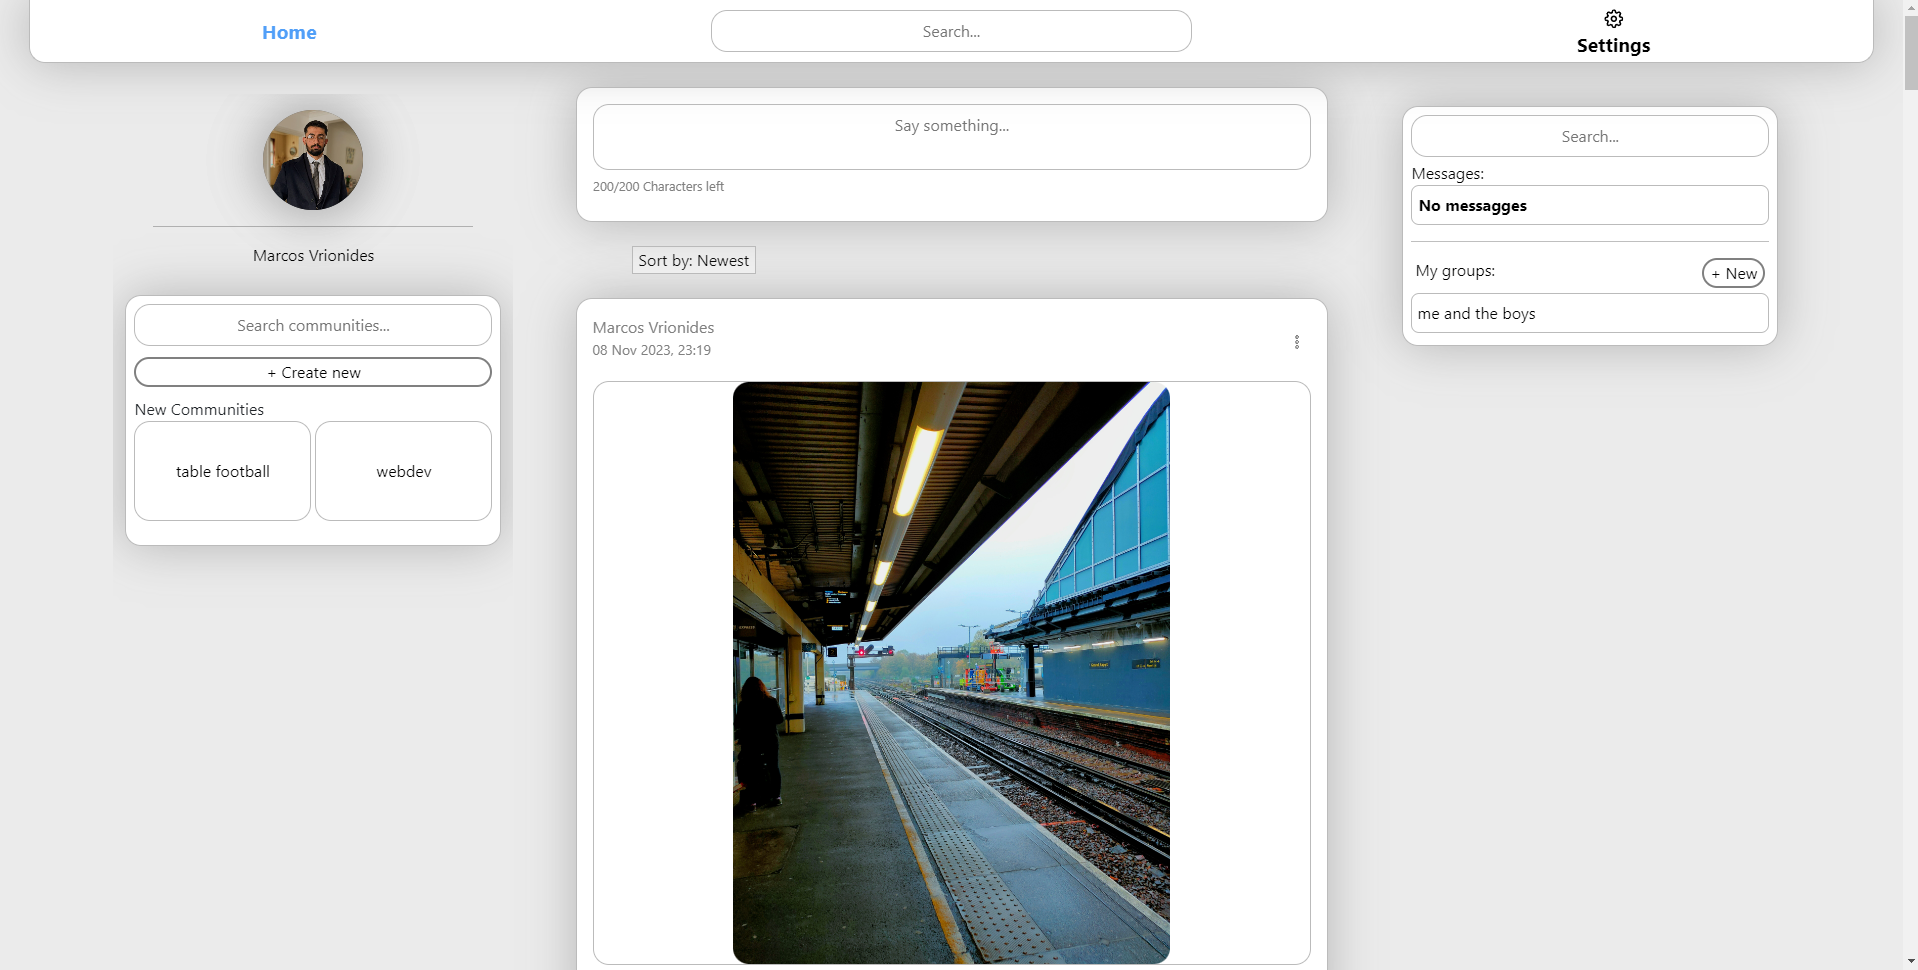 Home
Search...
Settings
Marcos Vrionides
Search communities...
+ Create new
New Communities
table football
webdev
Say something...
200/200 Characters left
Sort by: Newest
Marcos Vrionides
08 Nov 2023, 23:19
Search...
Messages:
No messagges
My groups:
+ New
me and the boys